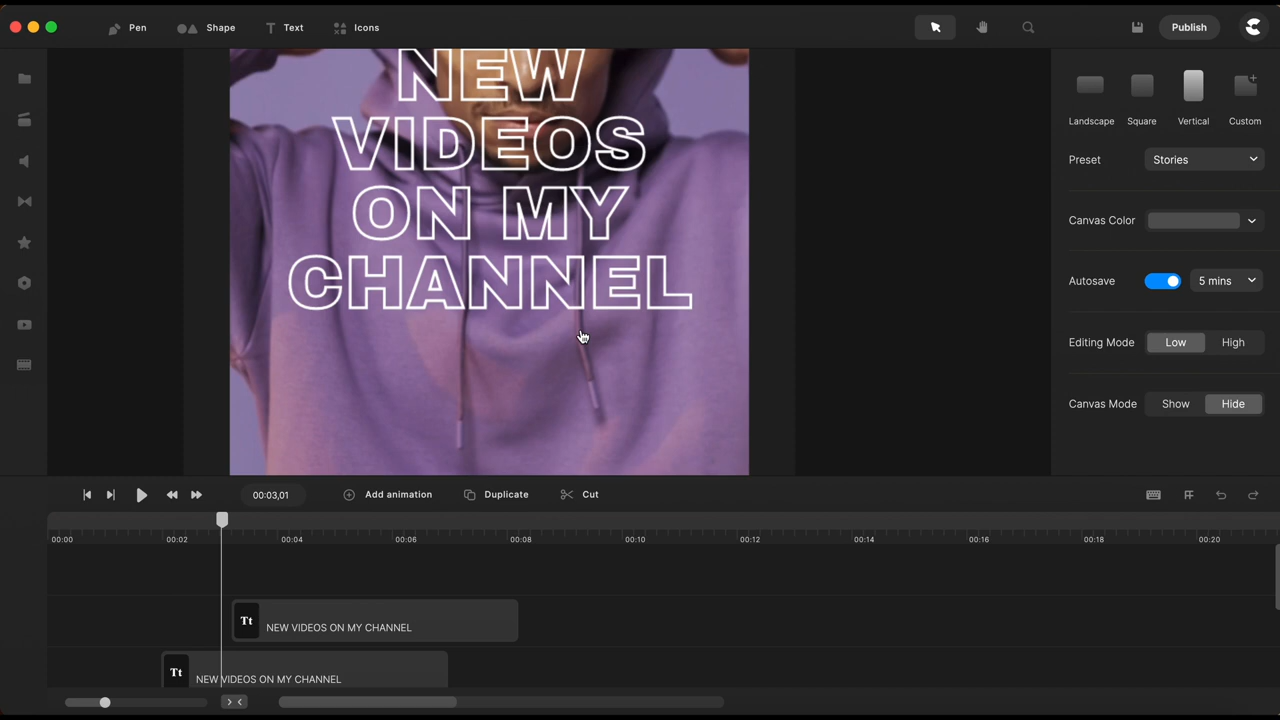 Pen
Shape
Text
Icons
Publish
NEW
VIDEOS
ON MY
CHANNEL
Landscape
Square
Vertical
Custom
Preset
Stories
Canvas Color
Autosave
5 mins
Editing Mode
Low
High
Canvas Mode
Show
Hide
00:03,01
Add animation
Duplicate
Cut
00:00
00:02
00:04
00:06
00:08
00:10
00:12
00:14
00:16
00:18
00:20
Tt NEW VIDEOS ON MY CHANNEL
Tt NEW VIDEOS ON MY CHANNEL